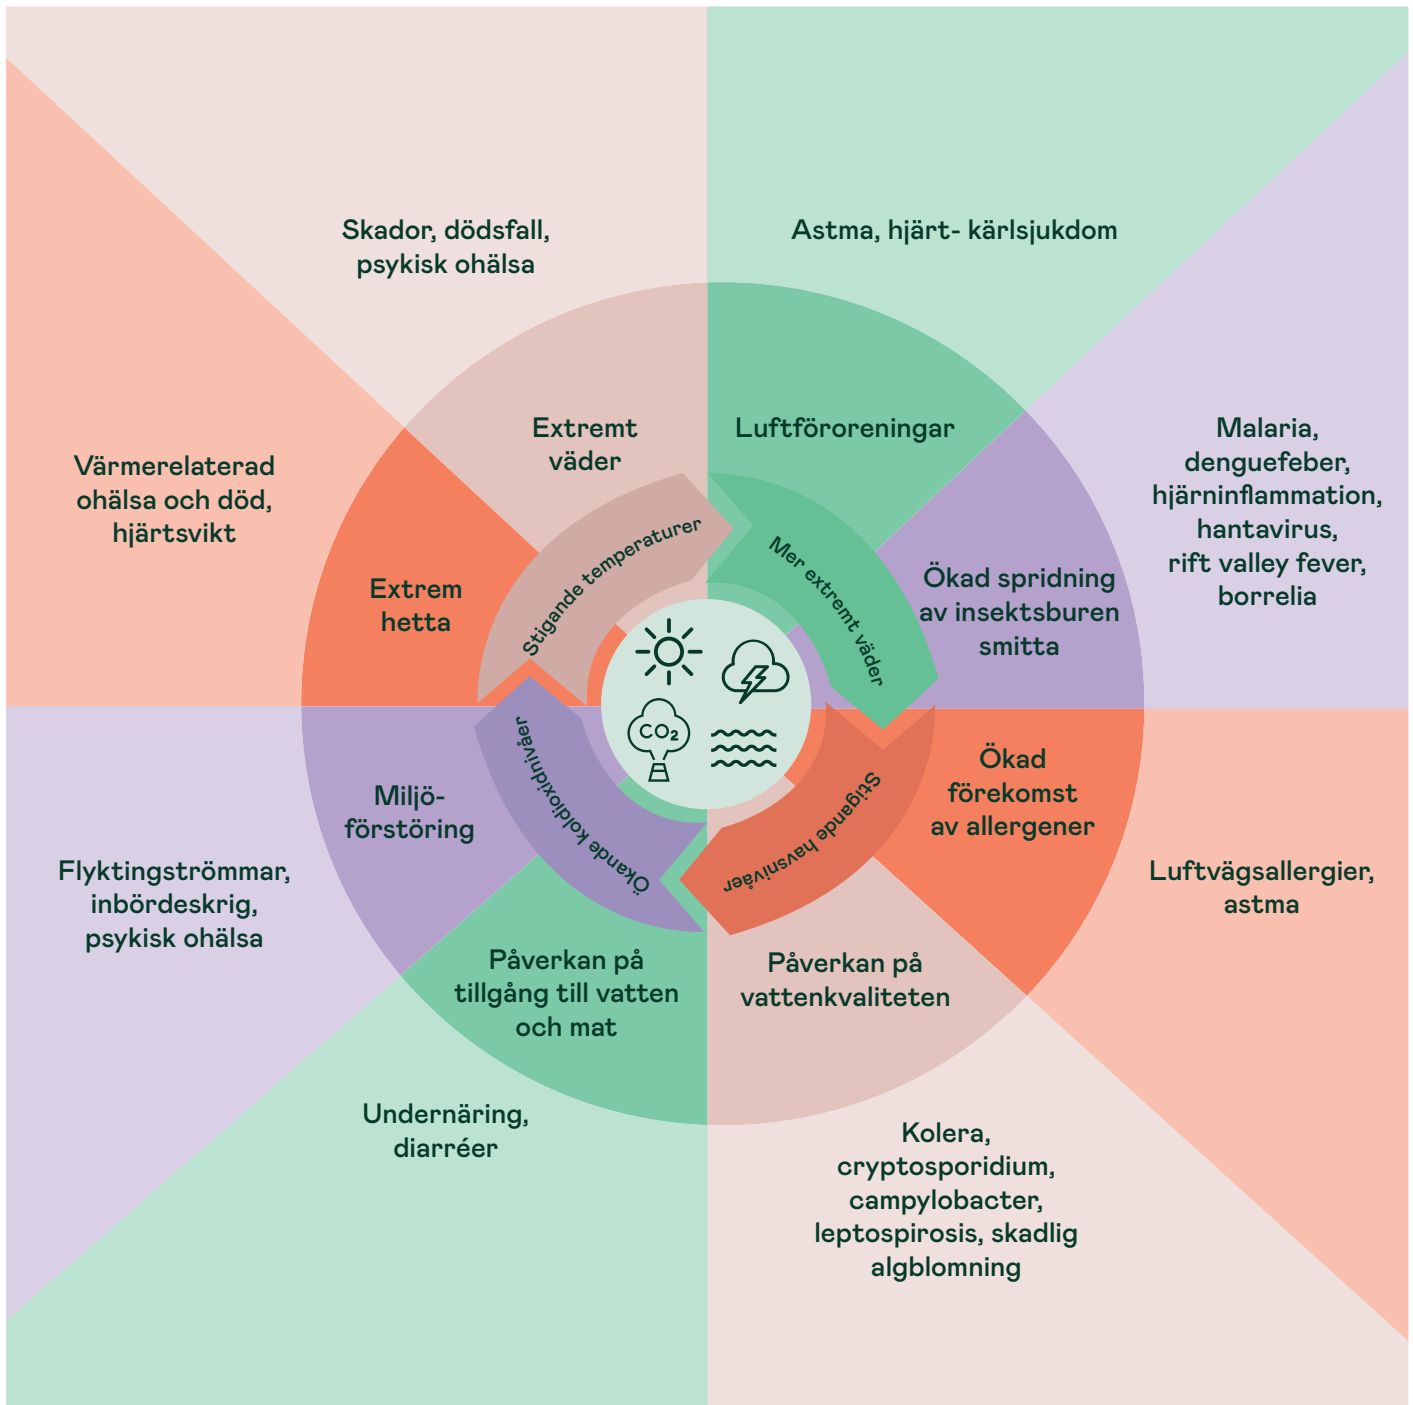 Skador, dödsfall,
psykisk ohälsa
Astma, hjärt- kärlsjukdom
Extremt
väder
Luftföroreningar
Värmerelaterad
ohälsa och död,
hjärtsvikt
Malaria,
denguefeber,
hjärninflammation,
hantavirus,
rift valley fever,
borrelia
Extrem
hetta
Stigande temperaturer
Mer extremt väder
Ökad spridning
av insektsburen
smitta
CO₂
Ökande koldioxidnivåer
Stigande havsnivåer
Miljö-
förstöring
Ökad
förekomst
av allergener
Flyktingströmmar,
inbördeskrig,
psykisk ohälsa
Luftvägsallergier,
astma
Påverkan på
tillgång till vatten
och mat
Påverkan på
vattenkvaliteten
Undernäring,
diarréer
Kolera,
cryptosporidium,
campylobacter,
leptospirosis, skadlig
algblomning